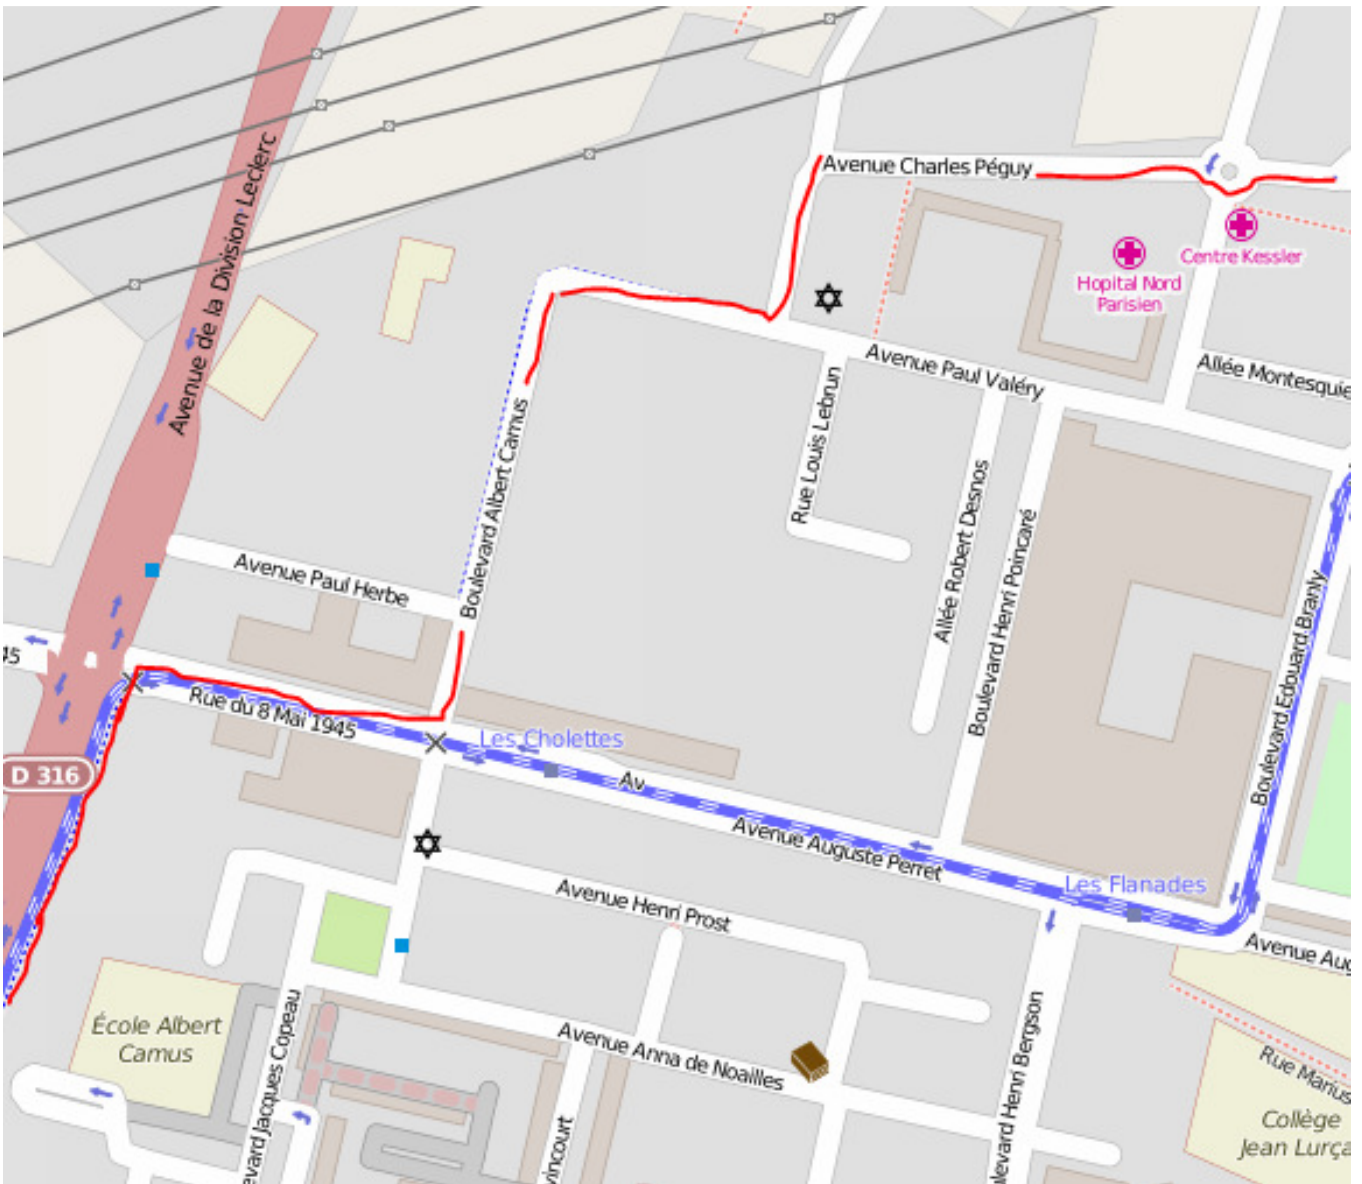 Avenue de la Division Leclerc
Avenue Charles Péguy
Centre Kessler
Hopital Nord
Parisien
Avenue Paul Valéry
Allée Montesquie
Rue Louis Lebrun
Boulevard Albert Camus
Allée Robert Desnos
Boulevard Henri Poincaré
Boulevard Edouard Branly
Avenue Paul Herbe
45
Rue du 8 Mai 1945
Les Cholettes
D 316
Av
Avenue Auguste Perret
Les Flanades
Avenue Henri Prost
Avenue Aug
École Albert
Camus
evard Jacques Copeau
Avenue Anna de Noailles
levard Henri Bergson
Rue Marius
Collège
Jean Lurça
vincourt